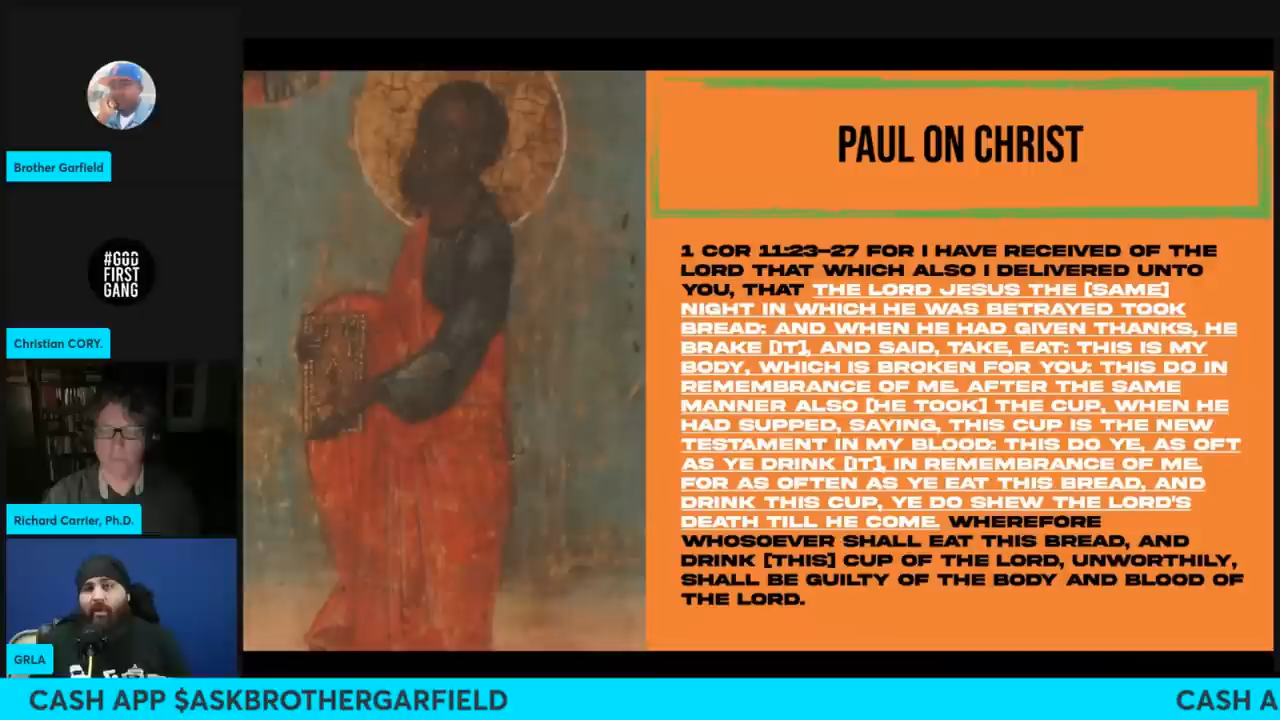 Brother Garfield
#GOD
FIRST
GANG
Christian CORY.
Richard Carrier, Ph.D.
GRLA
PAUL ON CHRIST
1 COR 11:23-27 FOR I HAVE RECEIVED OF THE
LORD THAT WHICH ALSO I DELIVERED UNTO
YOU, THAT THE LORD JESUS THE [SAME]
NIGHT IN WHICH HE WAS BETRAYED TOOK
BREAD: AND WHEN HE HAD GIVEN THANKS, HE
BRAKE [IT], AND SAID, TAKE, EAT: THIS IS MY
BODY, WHICH IS BROKEN FOR YOU: THIS DO IN
REMEMBRANCE OF ME. AFTER THE SAME
MANNER ALSO [HE TOOK] THE CUP, WHEN HE
HAD SUPPED, SAYING, THIS CUP IS THE NEW
TESTAMENT IN MY BLOOD: THIS DO YE, AS OFT
AS YE DRINK [IT], IN REMEMBRANCE OF ME.
FOR AS OFTEN AS YE EAT THIS BREAD, AND
DRINK THIS CUP, YE DO SHEW THE LORD'S
DEATH TILL HE COME. WHEREFORE
WHOSOEVER SHALL EAT THIS BREAD, AND
DRINK [THIS] CUP OF THE LORD, UNWORTHILY,
SHALL BE GUILTY OF THE BODY AND BLOOD OF
THE LORD.
CASH APP $ASKBROTHERGARFIELD
CASH A